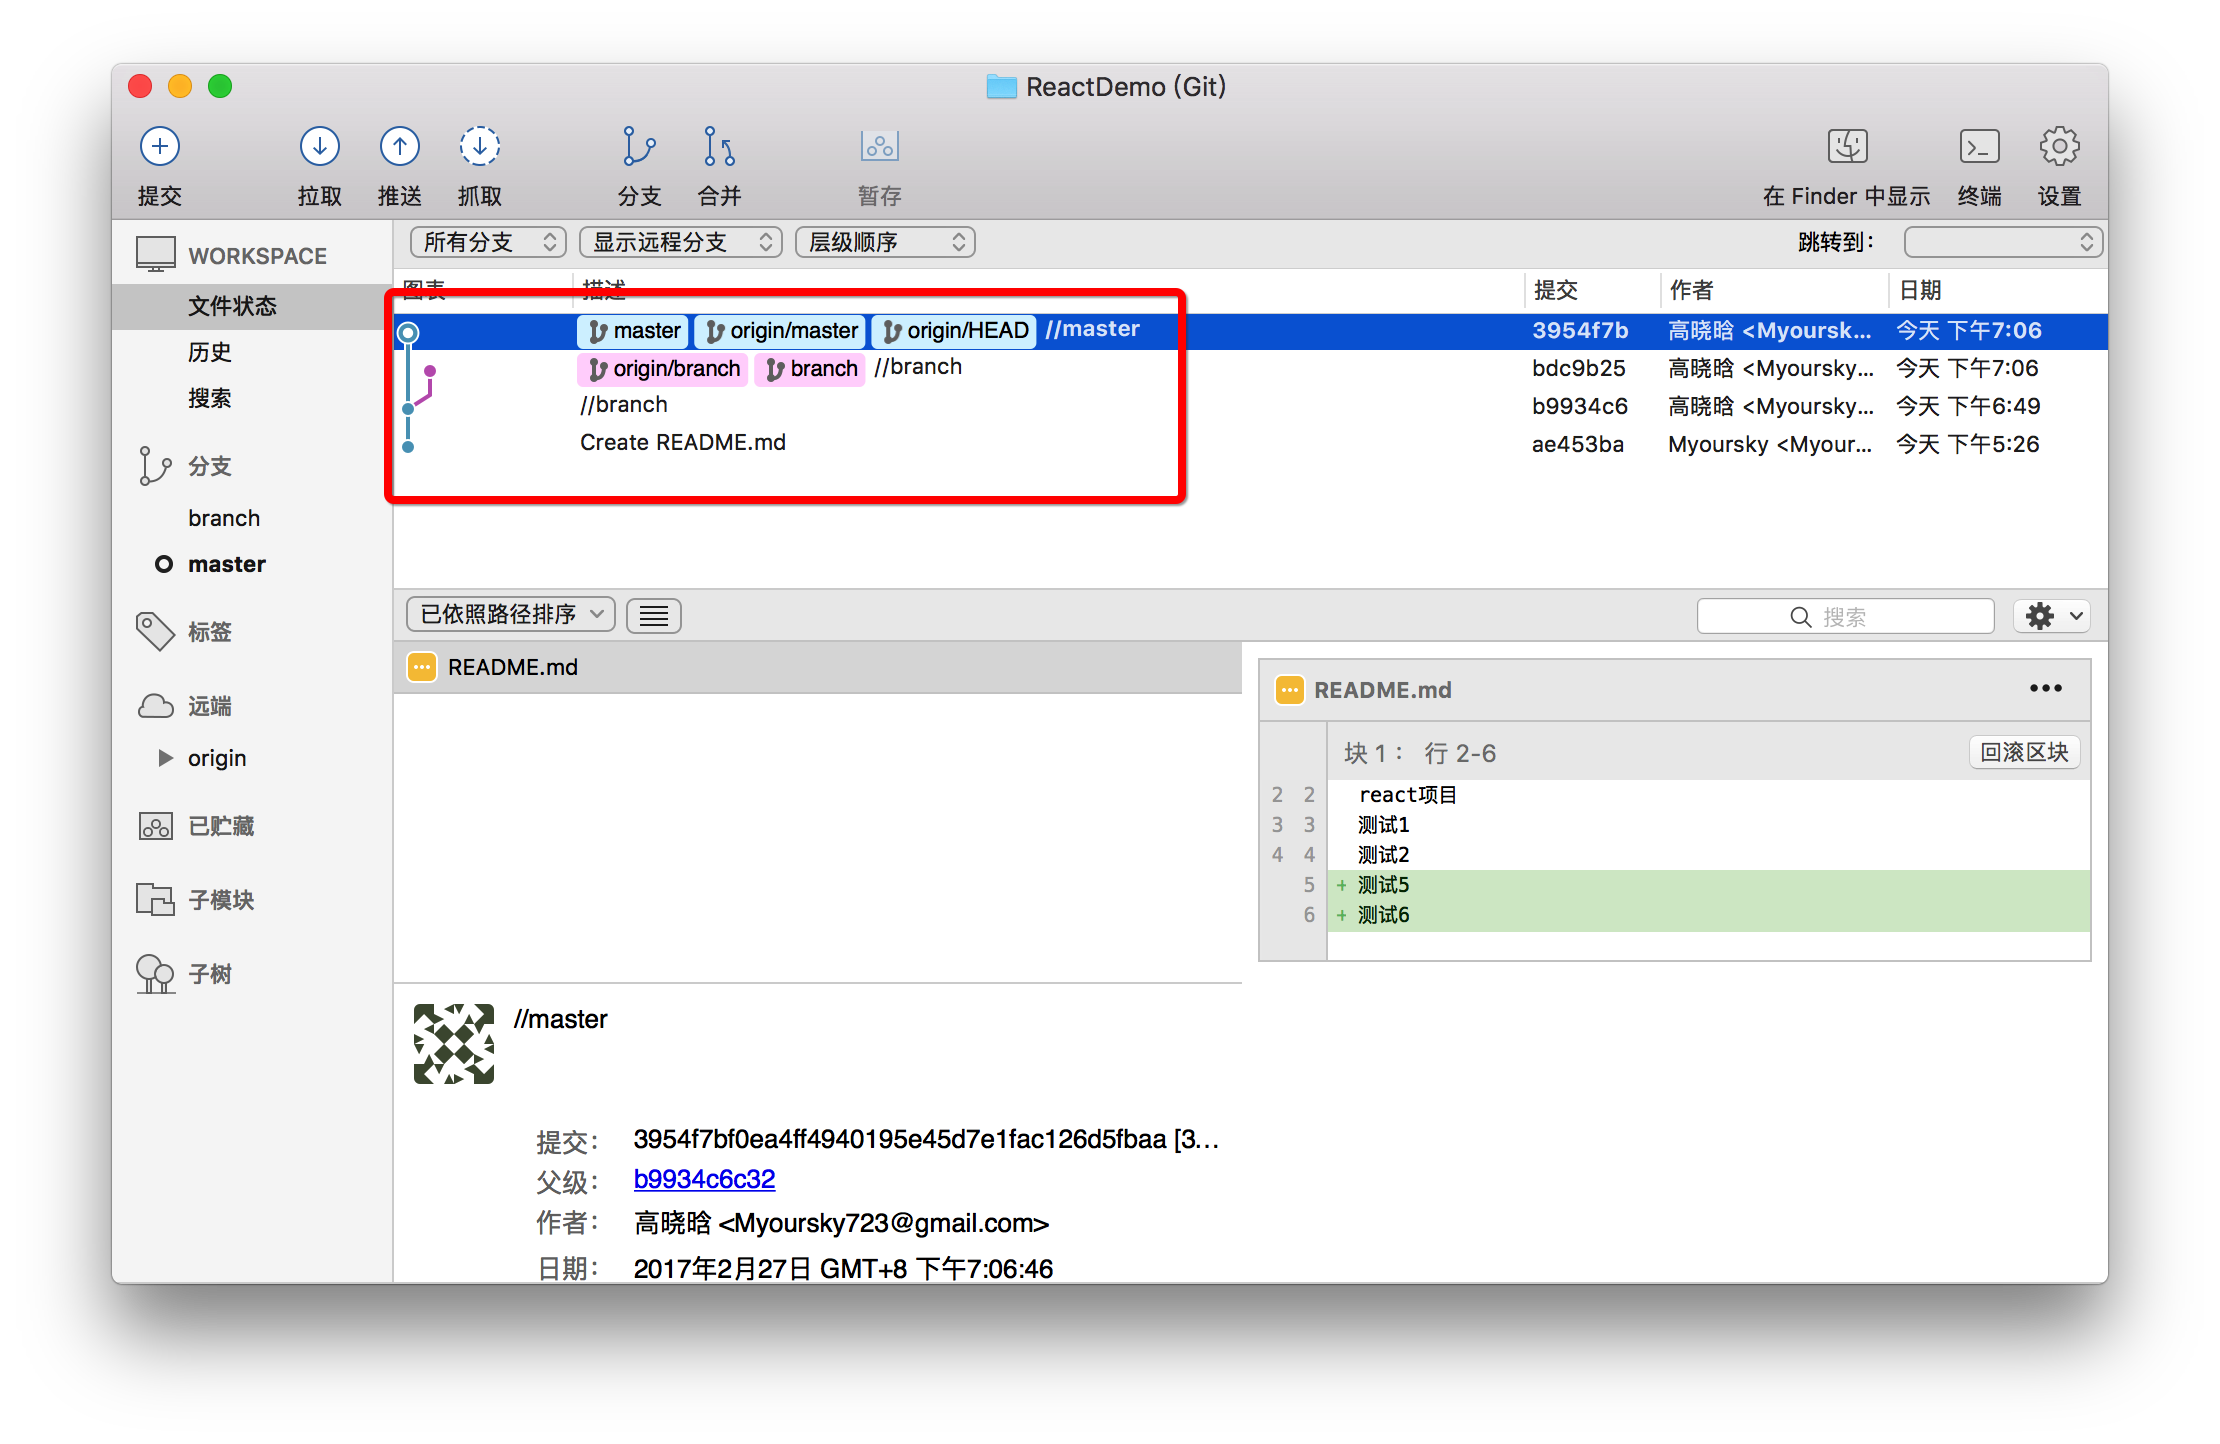 ReactDemo (Git)
提交 拉取 推送 抓取 分支 合并 暂存 在 Finder 中显示 终端 设置
WORKSPACE
文件状态
历史
搜索
分支
branch
master
标签
远端
origin
已贮藏
子模块
子树
所有分支 显示远程分支 层级顺序 跳转到：
图表 描述 提交 作者 日期
master origin/master origin/HEAD //master 3954f7b 高晓晗 <Myoursk... 今天 下午7:06
origin/branch branch //branch bdc9b25 高晓晗 <Myoursky... 今天 下午7:06
//branch b9934c6 高晓晗 <Myoursky... 今天 下午6:49
Create README.md ae453ba Myoursky <Myour... 今天 下午5:26
已依照路径排序 搜索
README.md
README.md
块 1： 行 2-6 回滚区块
2 2 react项目
3 3 测试1
4 4 测试2
5 + 测试5
6 + 测试6
//master
提交： 3954f7bf0ea4ff4940195e45d7e1fac126d5fbaa [3...
父级： b9934c6c32
作者： 高晓晗 <Myoursky723@gmail.com>
日期： 2017年2月27日 GMT+8 下午7:06:46